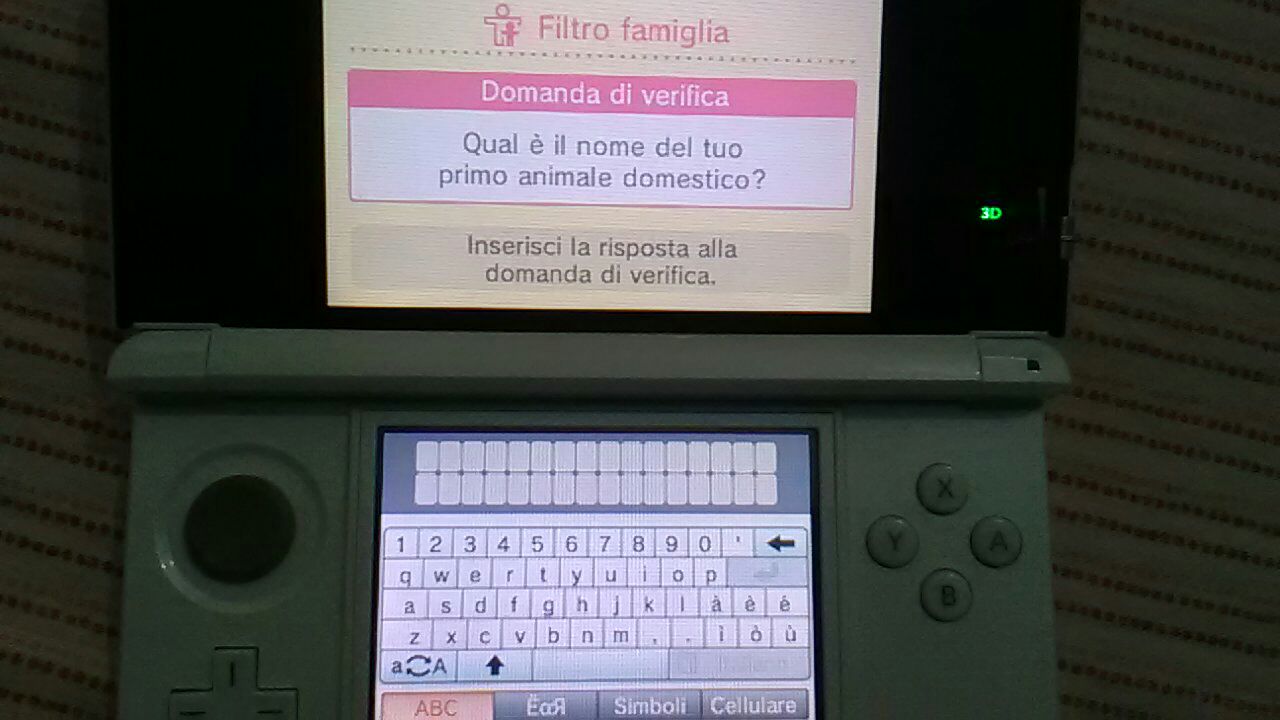 Filtro famiglia
Domanda di verifica
Qual è il nome del tuo
primo animale domestico?
3D
Inserisci la risposta alla
domanda di verifica.
X
Y A
B
1 2 3 4 5 6 7 8 9 0 '
q w e r t y u i o p
a s d f g h j k l à è é
z x c v b n m , . ì ò ù
a A
ABC ËαЯ Simboli Cellulare